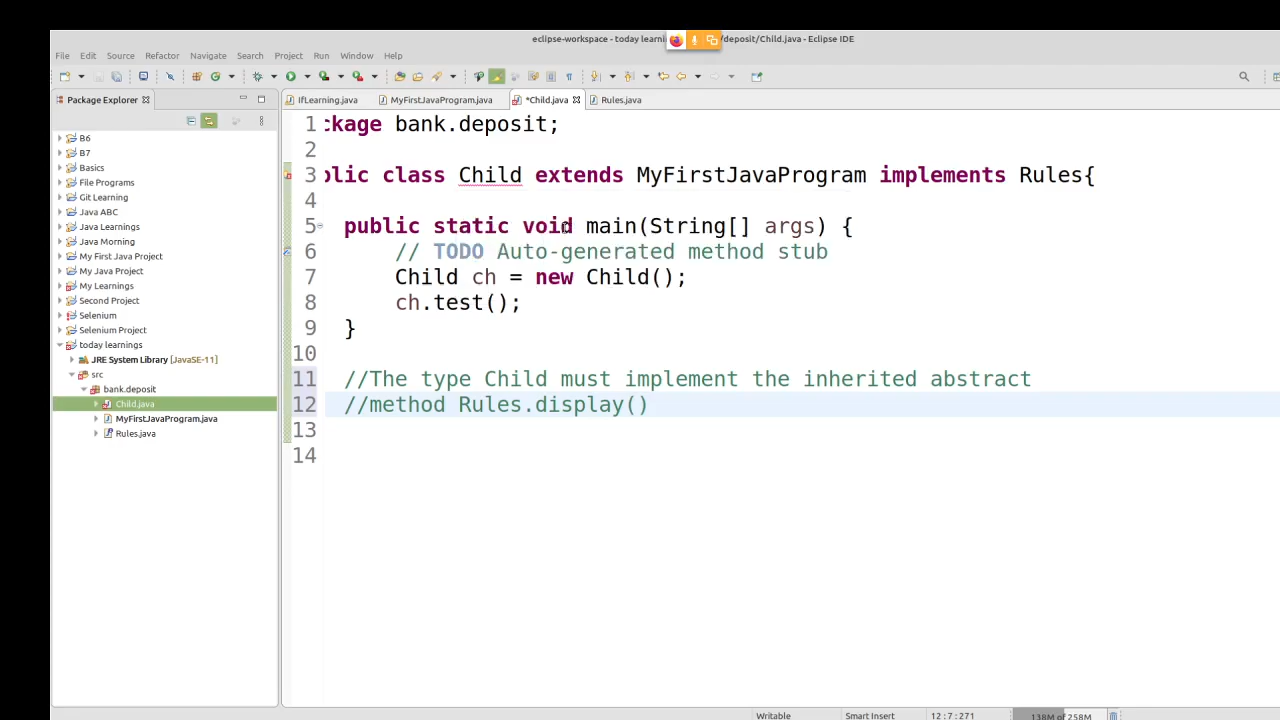 eclipse-workspace - today learni /deposit/Child.java - Eclipse IDE
File Edit Source Refactor Navigate Search Project Run Window Help
Package Explorer
IfLearning.java MyFirstJavaProgram.java *Child.java Rules.java
B6
B7
Basics
File Programs
Git Learning
Java ABC
Java Learnings
Java Morning
My First Java Project
My Java Project
My Learnings
Second Project
Selenium
Selenium Project
today learnings
JRE System Library [JavaSE-11]
src
bank.deposit
Child.java
MyFirstJavaProgram.java
Rules.java
1 ckage bank.deposit;
2
3 blic class Child extends MyFirstJavaProgram implements Rules{
4
5 public static void main(String[] args) {
6 // TODO Auto-generated method stub
7 Child ch = new Child();
8 ch.test();
9 }
10
11 //The type Child must implement the inherited abstract
12 //method Rules.display()
13
14
Writable Smart Insert 12:7:271 138M of 258M